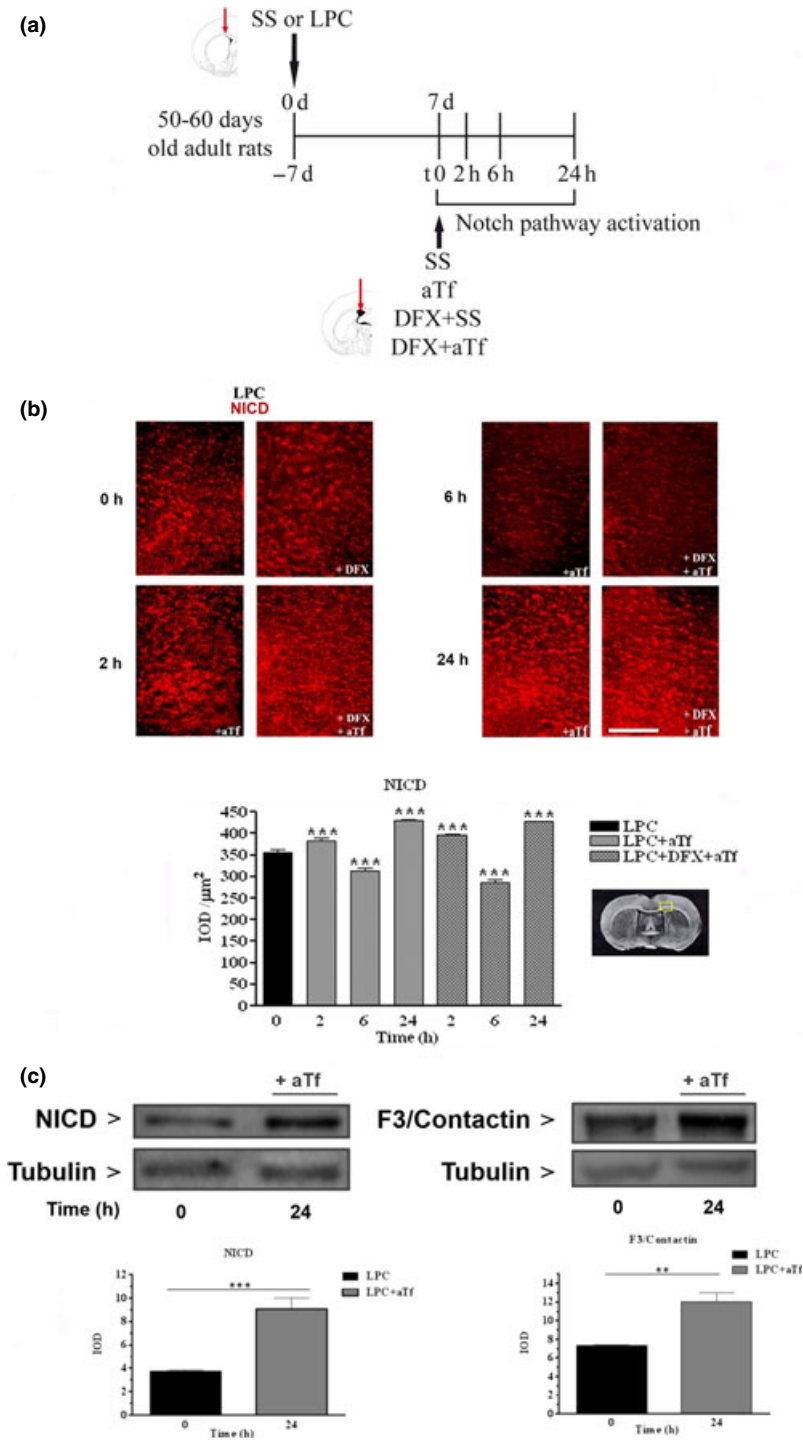 (a)
SS or LPC
0 d
7 d
50-60 days
old adult rats
−7 d
t 0
2 h
6 h
24 h
Notch pathway activation
SS
aTf
DFX+SS
DFX+aTf
(b)
LPC
NICD
0 h
+ DFX
2 h
+aTf
+ DFX
+ aTf
6 h
+aTf
+ DFX
+ aTf
24 h
+aTf
+ DFX
+ aTf
NICD
IOD /µm²
450
400
350
300
250
200
150
100
50
0
***
***
***
***
***
***
0 2 6 24 2 6 24
Time (h)
LPC
LPC+aTf
LPC+DFX+aTf
(c)
+ aTf
NICD >
Tubulin >
Time (h) 0 24
+ aTf
F3/Contactin >
Tubulin >
0 24
NICD
IOD
12
10
8
6
4
2
0
***
LPC
LPC+aTf
0 24
Time (h)
F3/Contactin
IOD
14
12
10
8
6
4
2
0
**
LPC
LPC+aTf
0 24
Time (h)